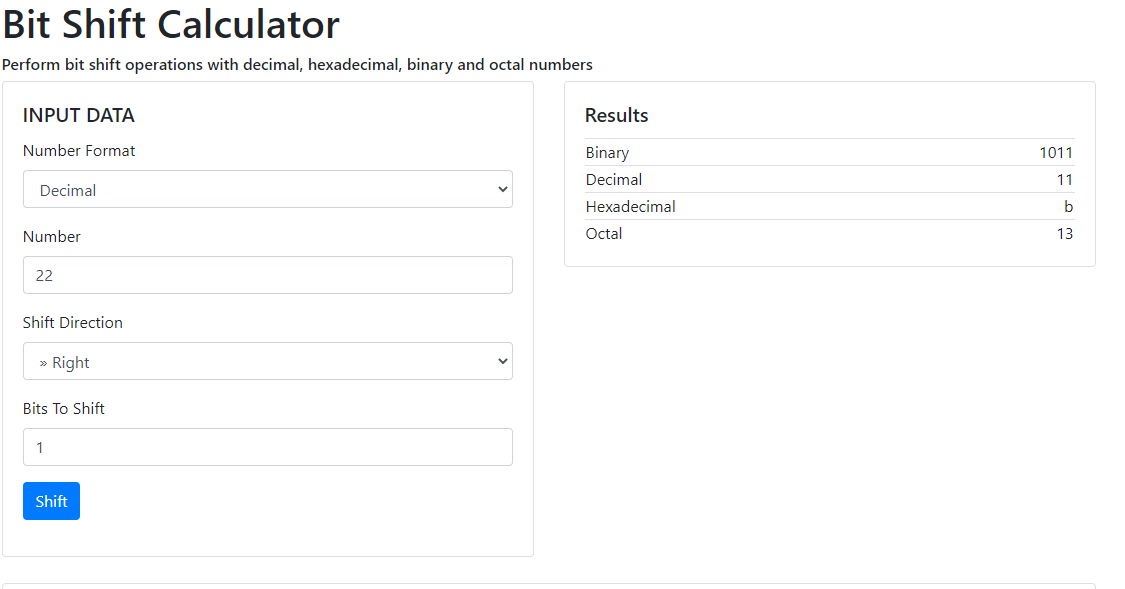 Bit Shift Calculator
Perform bit shift operations with decimal, hexadecimal, binary and octal numbers
INPUT DATA
Number Format
Decimal
Number
22
Shift Direction
» Right
Bits To Shift
1
Shift
Results
Binary 1011
Decimal 11
Hexadecimal b
Octal 13